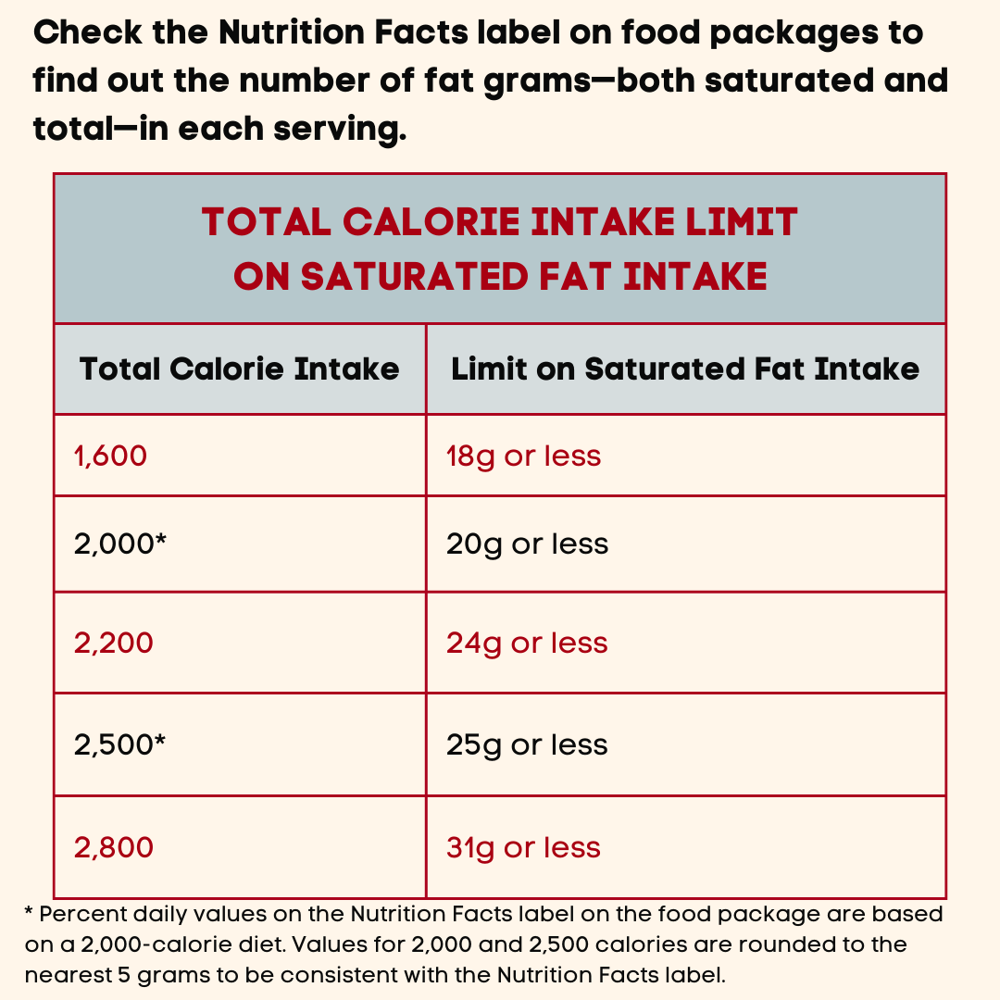 Check the Nutrition Facts label on food packages to
find out the number of fat grams—both saturated and
total—in each serving.
TOTAL CALORIE INTAKE LIMIT
ON SATURATED FAT INTAKE
Total Calorie Intake Limit on Saturated Fat Intake
1,600 18g or less
2,000* 20g or less
2,200 24g or less
2,500* 25g or less
2,800 31g or less
* Percent daily values on the Nutrition Facts label on the food package are based
on a 2,000-calorie diet. Values for 2,000 and 2,500 calories are rounded to the
nearest 5 grams to be consistent with the Nutrition Facts label.